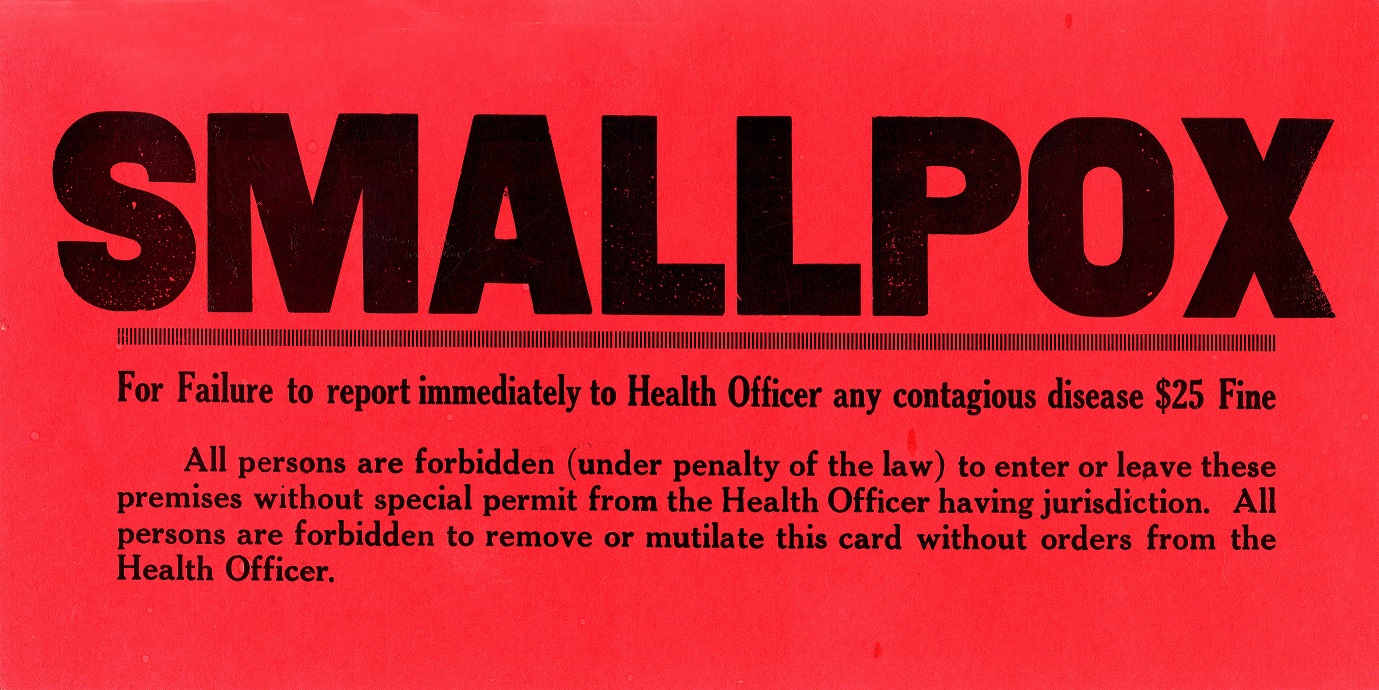 SMALLPOX
For Failure to report immediately to Health Officer any contagious disease $25 Fine
All persons are forbidden (under penalty of the law) to enter or leave these
premises without special permit from the Health Officer having jurisdiction. All
persons are forbidden to remove or mutilate this card without orders from the
Health Officer.